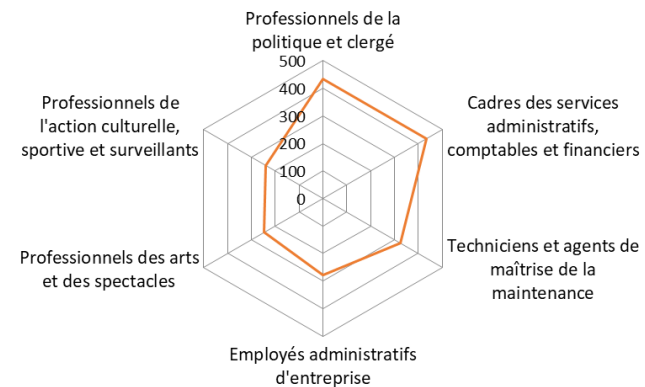 Professionnels de la
politique et clergé
500
400
300
200
100
0
Cadres des services
administratifs,
comptables et financiers
Techniciens et agents de
maîtrise de la
maintenance
Employés administratifs
d'entreprise
Professionnels des arts
et des spectacles
Professionnels de
l'action culturelle,
sportive et surveillants